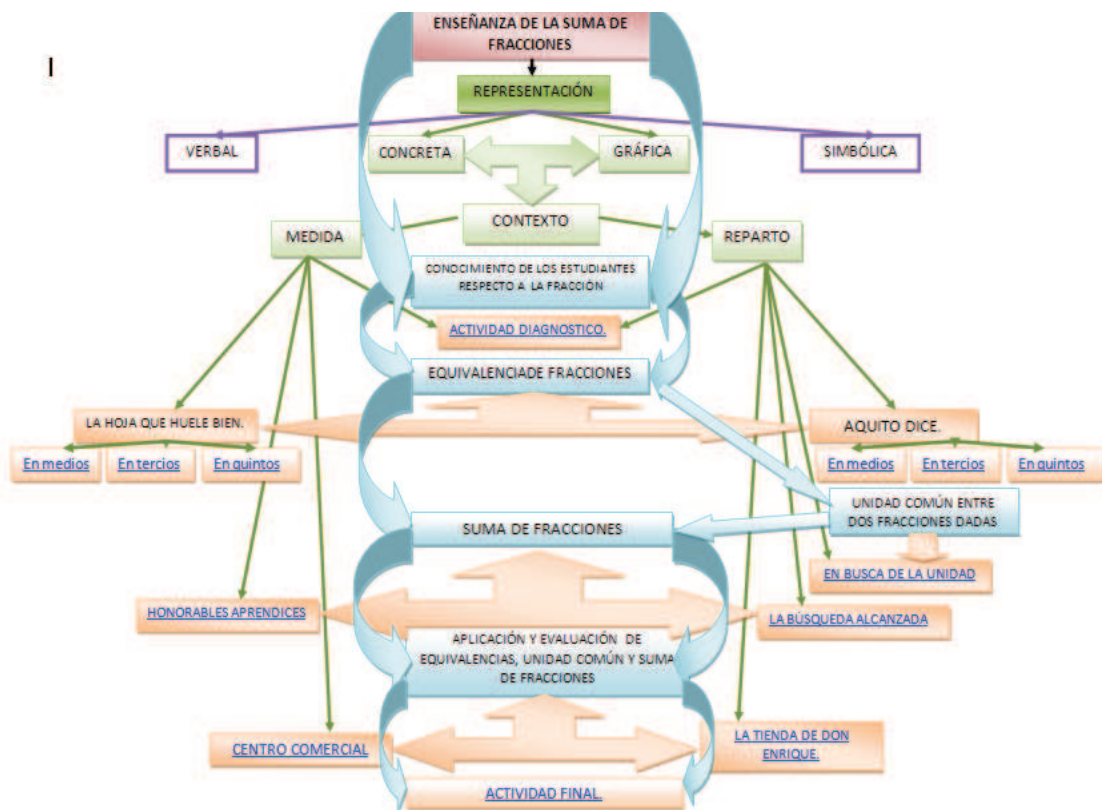 ENSEÑANZA DE LA SUMA DE
FRACCIONES
I
REPRESENTACIÓN
VERBAL
CONCRETA
GRÁFICA
SIMBÓLICA
CONTEXTO
MEDIDA
REPARTO
CONOCIMIENTO DE LOS ESTUDIANTES
RESPECTO A LA FRACCIÓN
ACTIVIDAD DIAGNOSTICO.
EQUIVALENCIADE FRACCIONES
LA HOJA QUE HUELE BIEN.
AQUITO DICE.
En medios
En tercios
En quintos
En medios
En tercios
En quintos
UNIDAD COMÚN ENTRE
DOS FRACCIONES DADAS
SUMA DE FRACCIONES
EN BUSCA DE LA UNIDAD
HONORABLES APRENDICES
LA BÚSQUEDA ALCANZADA
APLICACIÓN Y EVALUACIÓN DE
EQUIVALENCIAS, UNIDAD COMÚN Y SUMA
DE FRACCIONES
CENTRO COMERCIAL
LA TIENDA DE DON
ENRIQUE.
ACTIVIDAD FINAL.